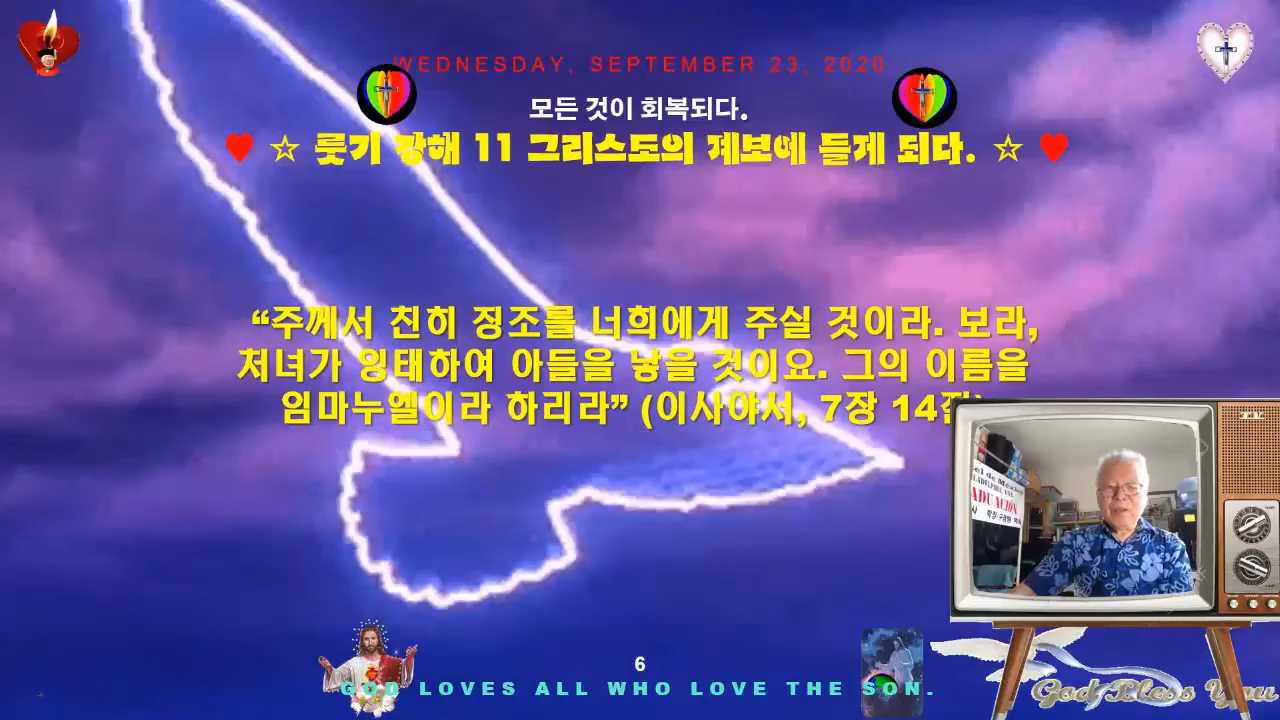 WEDNESDAY, SEPTEMBER 23, 2020
모든 것이 회복되다.
♥ ☆ 룻기 강해 11 그리스도의 계보에 들게 되다. ☆ ♥
“주께서 친히 징조를 너희에게 주실 것이라. 보라,
처녀가 잉태하여 아들을 낳을 것이요. 그의 이름을
임마누엘이라 하리라” (이사야서, 7장 14절)
ADUACIÓN
6
GOD LOVES ALL WHO LOVE THE SON.
God Bless You